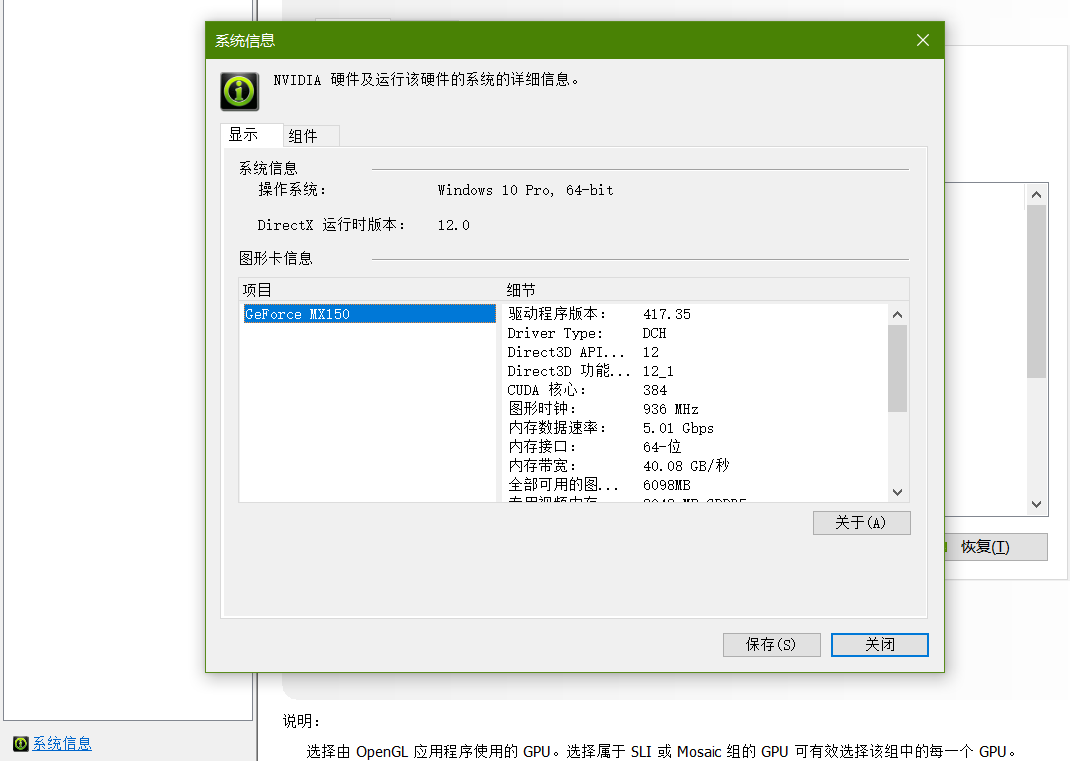 系统信息
NVIDIA 硬件及运行该硬件的系统的详细信息。
显示 组件
系统信息
操作系统: Windows 10 Pro, 64-bit
DirectX 运行时版本: 12.0
图形卡信息
项目 细节
GeForce MX150
驱动程序版本: 417.35
Driver Type: DCH
Direct3D API... 12
Direct3D 功能... 12_1
CUDA 核心: 384
图形时钟: 936 MHz
内存数据速率: 5.01 Gbps
内存接口: 64-位
内存带宽: 40.08 GB/秒
全部可用的图... 6098MB
关于(A)
恢复(T)
保存(S) 关闭
说明:
系统信息
选择由 OpenGL 应用程序使用的 GPU。选择属于 SLI 或 Mosaic 组的 GPU 可有效选择该组中的每一个 GPU。